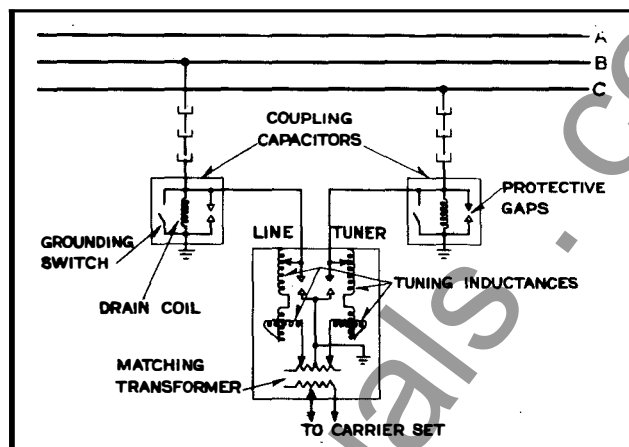 A
B
C
COUPLING
CAPACITORS
PROTECTIVE
GAPS
LINE
TUNER
GROUNDING
SWITCH
TUNING INDUCTANCES
DRAIN COIL
MATCHING
TRANSFORMER
TO CARRIER SET